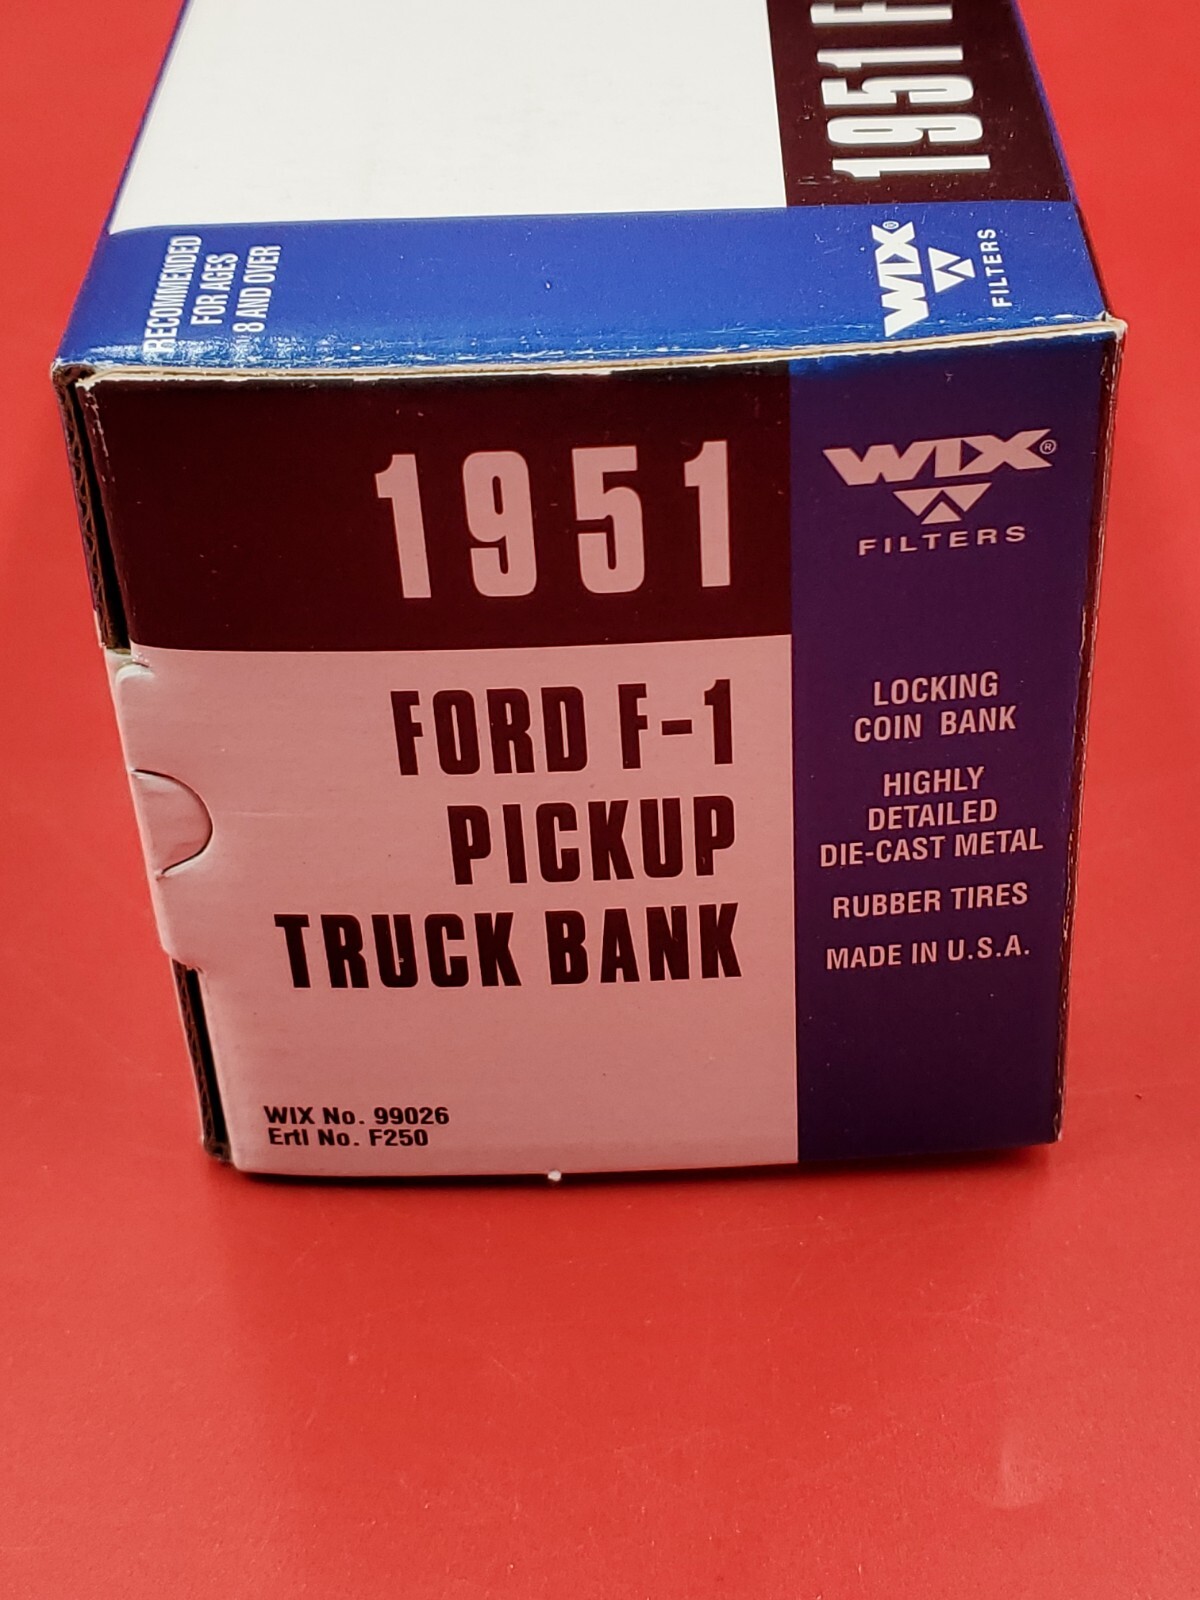 1951
RECOMMENDED
FOR AGES
8 AND OVER
WIX®
FILTERS
1951
WIX®
FILTERS
FORD F-1
PICKUP
TRUCK BANK
LOCKING
COIN BANK
HIGHLY
DETAILED
DIE-CAST METAL
RUBBER TIRES
MADE IN U.S.A.
WIX No. 99026
Ertl No. F250